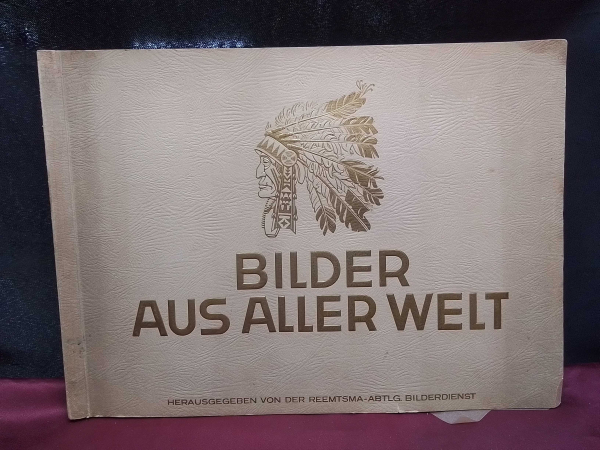 BILDER
AUS ALLER WELT
HERAUSGEGEBEN VON DER REEMTSMA-ABTLG. BILDERDIENST